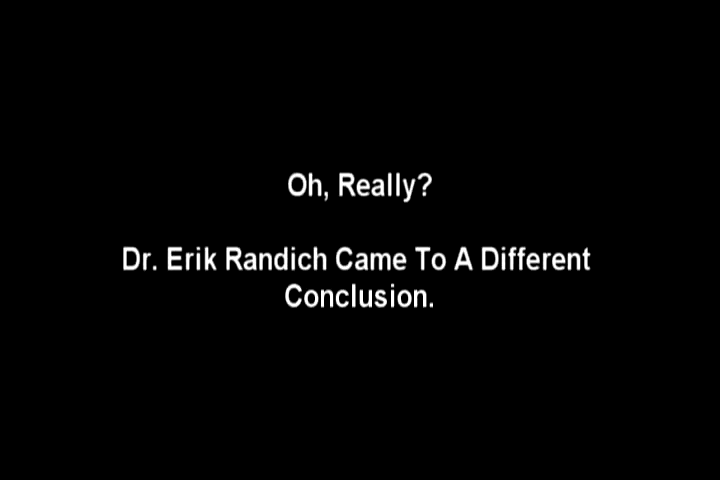 Oh, Really?
Dr. Erik Randich Came To A Different
Conclusion.